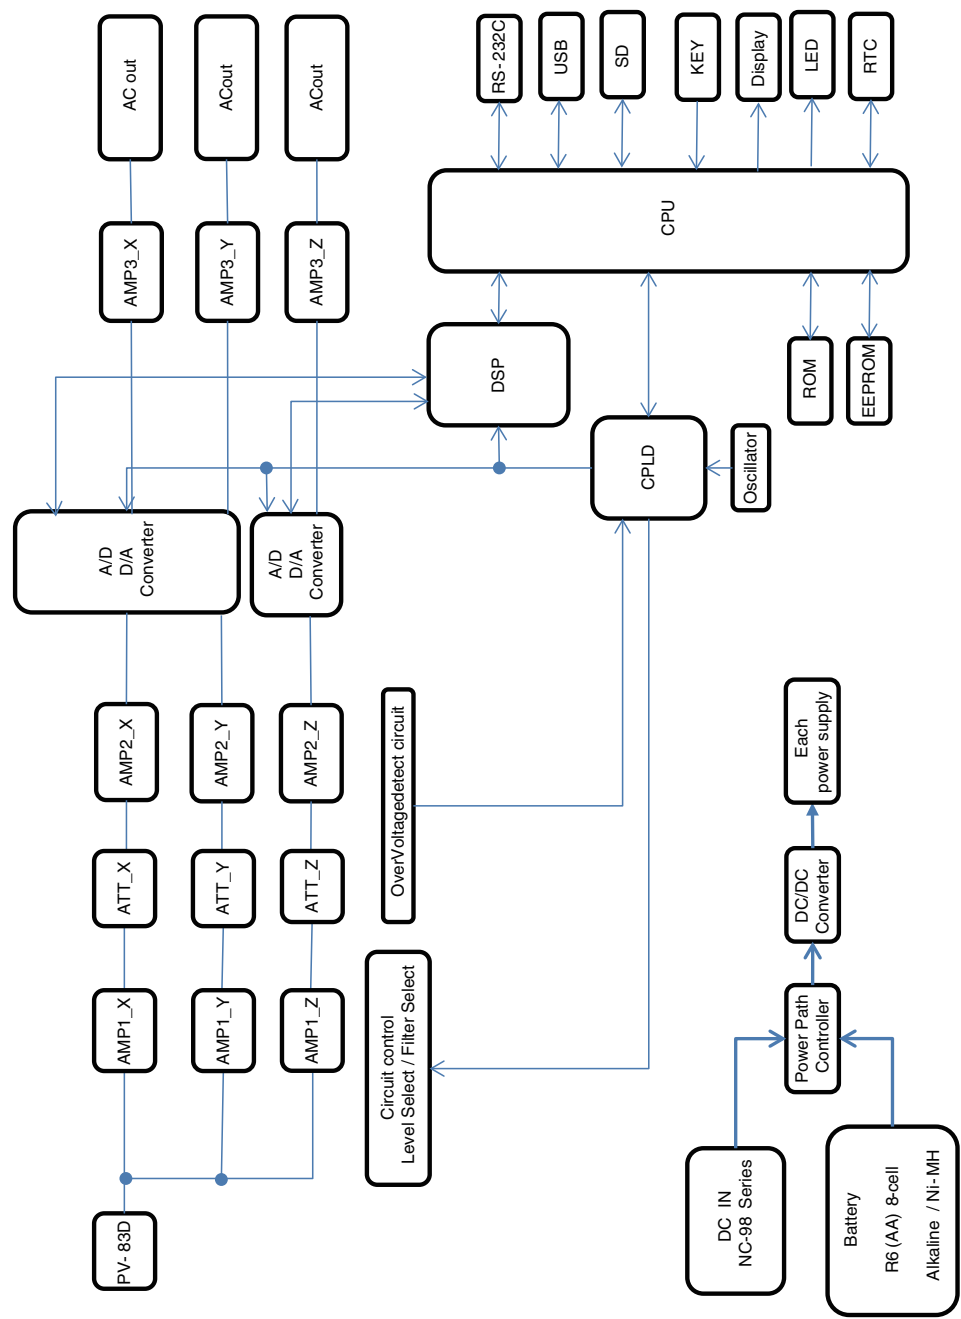 PV- 83D
AMP1_X
ATT_X
AMP2_X
A/D
D/A
Converter
AMP3_X
AC out
AMP1_Y
ATT_Y
AMP2_Y
AMP3_Y
ACout
AMP1_Z
ATT_Z
AMP2_Z
A/D
D/A
Converter
AMP3_Z
ACout
Circuit control
Level Select / Filter Select
OverVoltagedetect circuit
DSP
CPLD
Oscillator
CPU
RS- 232C
USB
SD
KEY
Display
LED
RTC
ROM
EEPROM
DC IN
NC-98 Series
Battery
R6 (AA) 8-cell
Alkaline / Ni- MH
Power Path
Controller
DC/DC
Converter
Each
power supply